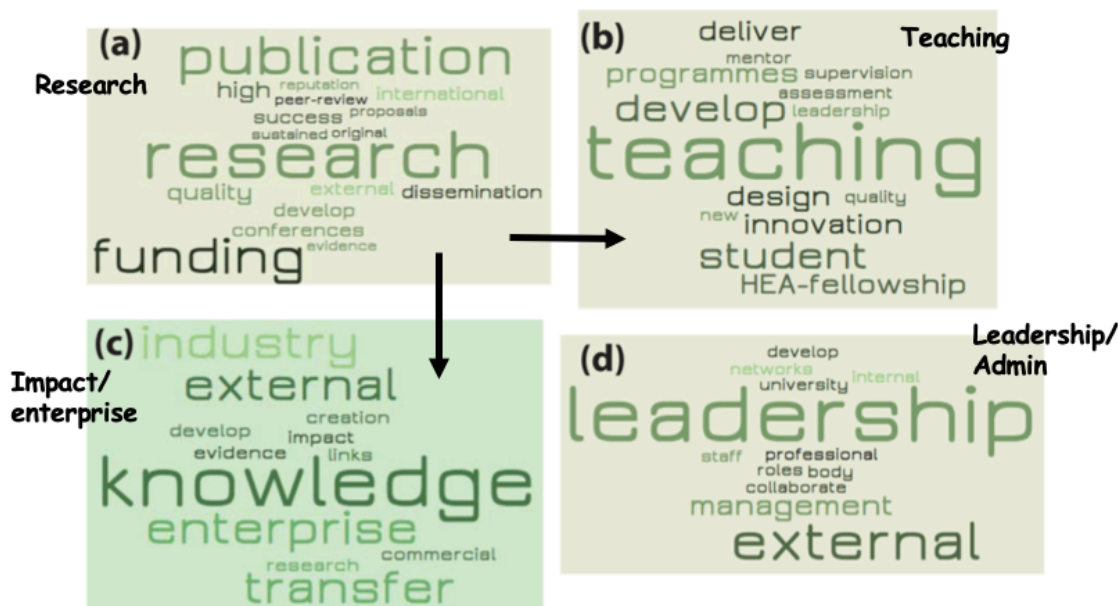 (a)
Research
publication
high reputation
peer-review international
success proposals
sustained original
research
quality external dissemination
develop
conferences
evidence
funding
(b)
Teaching
deliver
mentor
programmes supervision
assessment
develop leadership
teaching
design quality
new innovation
student
HEA-fellowship
(c)
Impact/
enterprise
industry
external
creation
develop impact
evidence links
knowledge
enterprise
commercial
research
transfer
(d)
Leadership/
Admin
develop
networks internal
university
leadership
staff professional
roles body
collaborate
management
external